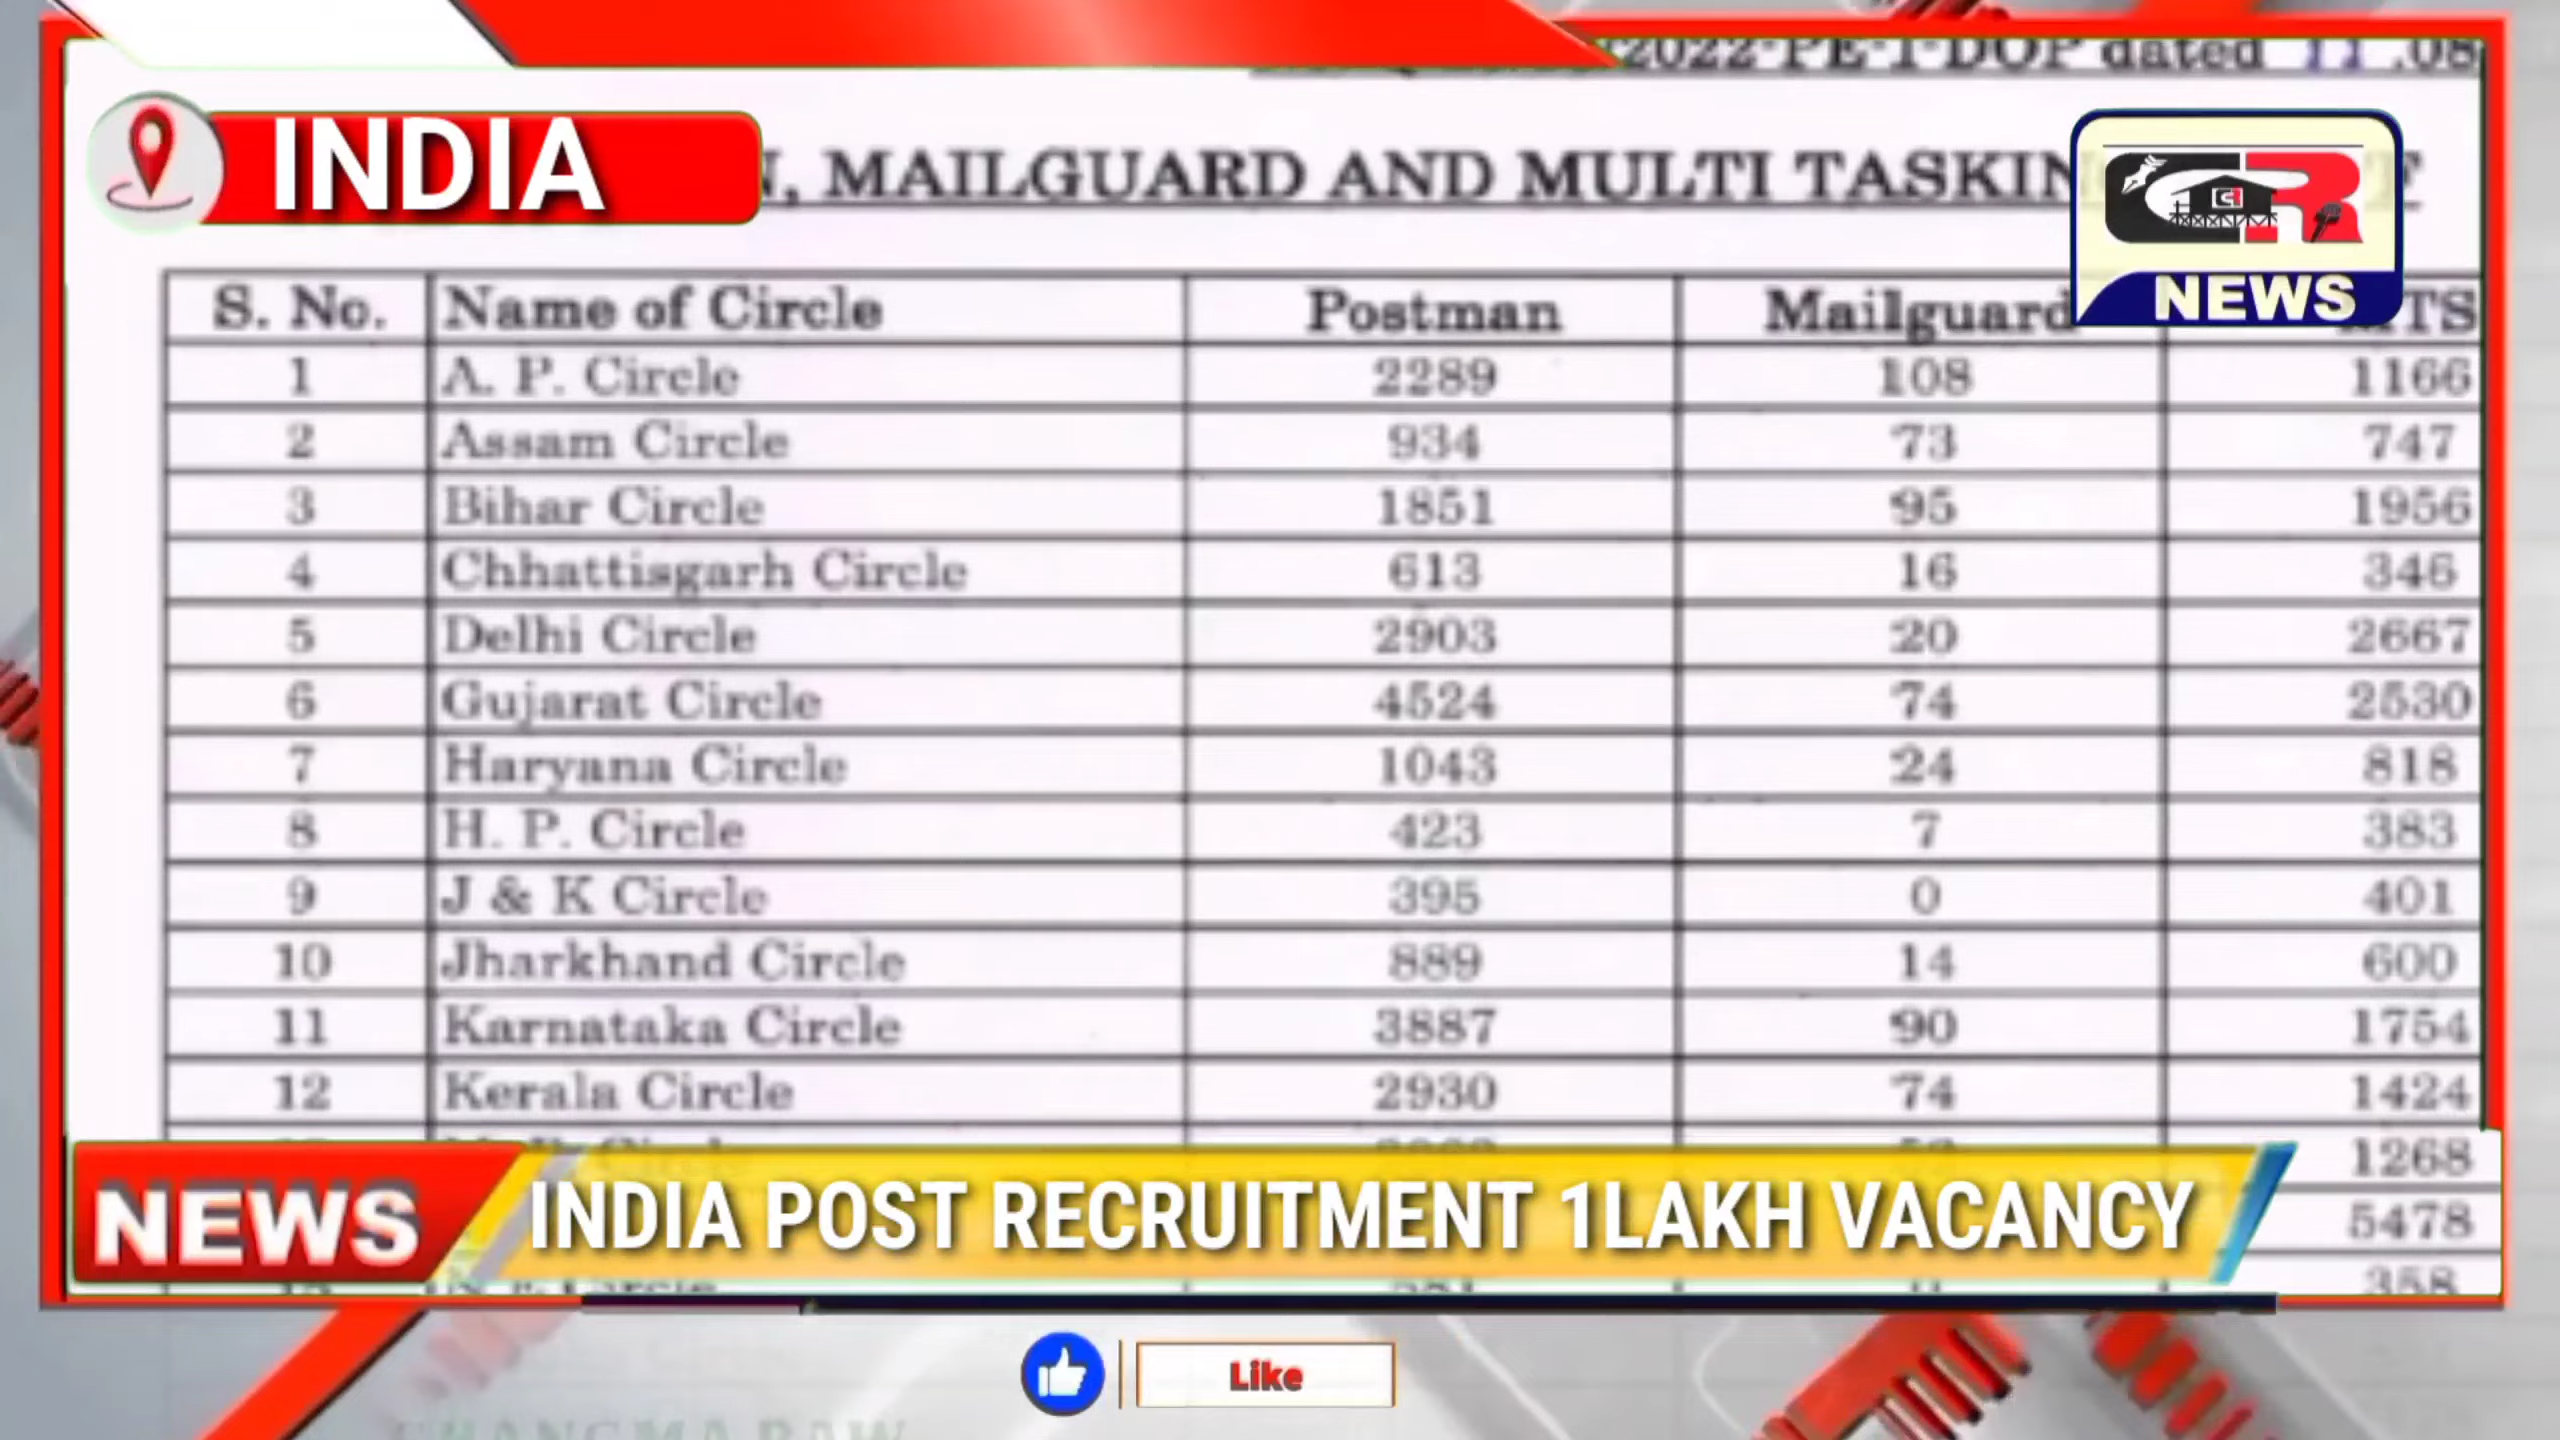 2022-PE-I-DOP dated 11 .08
INDIA
, MAILGUARD AND MULTI
CR
NEWS
S. No. Name of Circle Postman Mailguard
1 A. P. Circle 2289 108 1166
2 Assam Circle 934 73 747
3 Bihar Circle 1851 95 1956
4 Chhattisgarh Circle 613 16 346
5 Delhi Circle 2903 20 2667
6 Gujarat Circle 4524 74 2530
7 Haryana Circle 1043 24 818
8 H. P. Circle 423 7 383
9 J & K Circle 395 0 401
10 Jharkhand Circle 889 14 600
11 Karnataka Circle 3887 90 1754
12 Kerala Circle 2930 74 1424
1268
5478
358
NEWS
INDIA POST RECRUITMENT 1LAKH VACANCY
Like